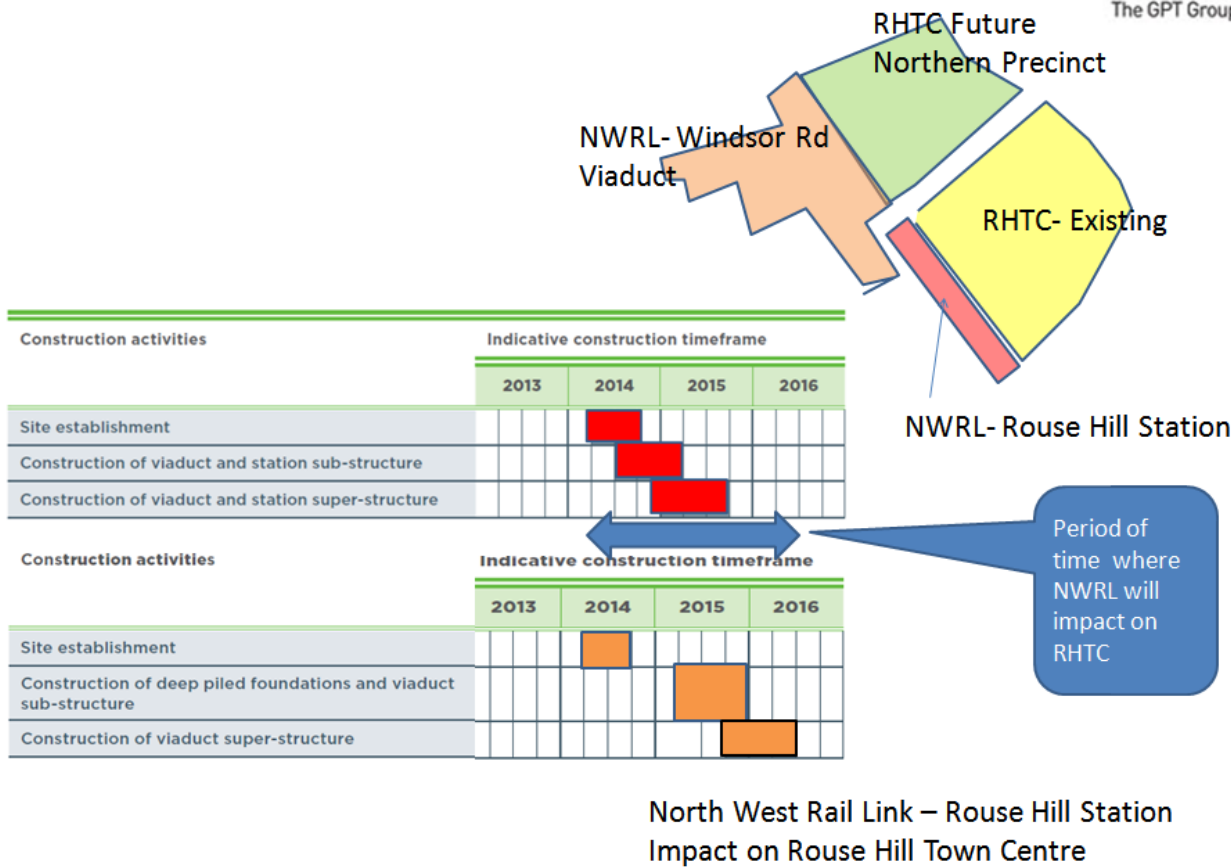 The GPT Group
RHTC Future
Northern Precinct
NWRL- Windsor Rd
Viaduct
RHTC- Existing
NWRL- Rouse Hill Station
Construction activities
Indicative construction timeframe
2013 2014 2015 2016
Site establishment
Construction of viaduct and station sub-structure
Construction of viaduct and station super-structure
Period of
time where
NWRL will
impact on
RHTC
Construction activities
Indicative construction timeframe
2013 2014 2015 2016
Site establishment
Construction of deep piled foundations and viaduct
sub-structure
Construction of viaduct super-structure
North West Rail Link – Rouse Hill Station
Impact on Rouse Hill Town Centre